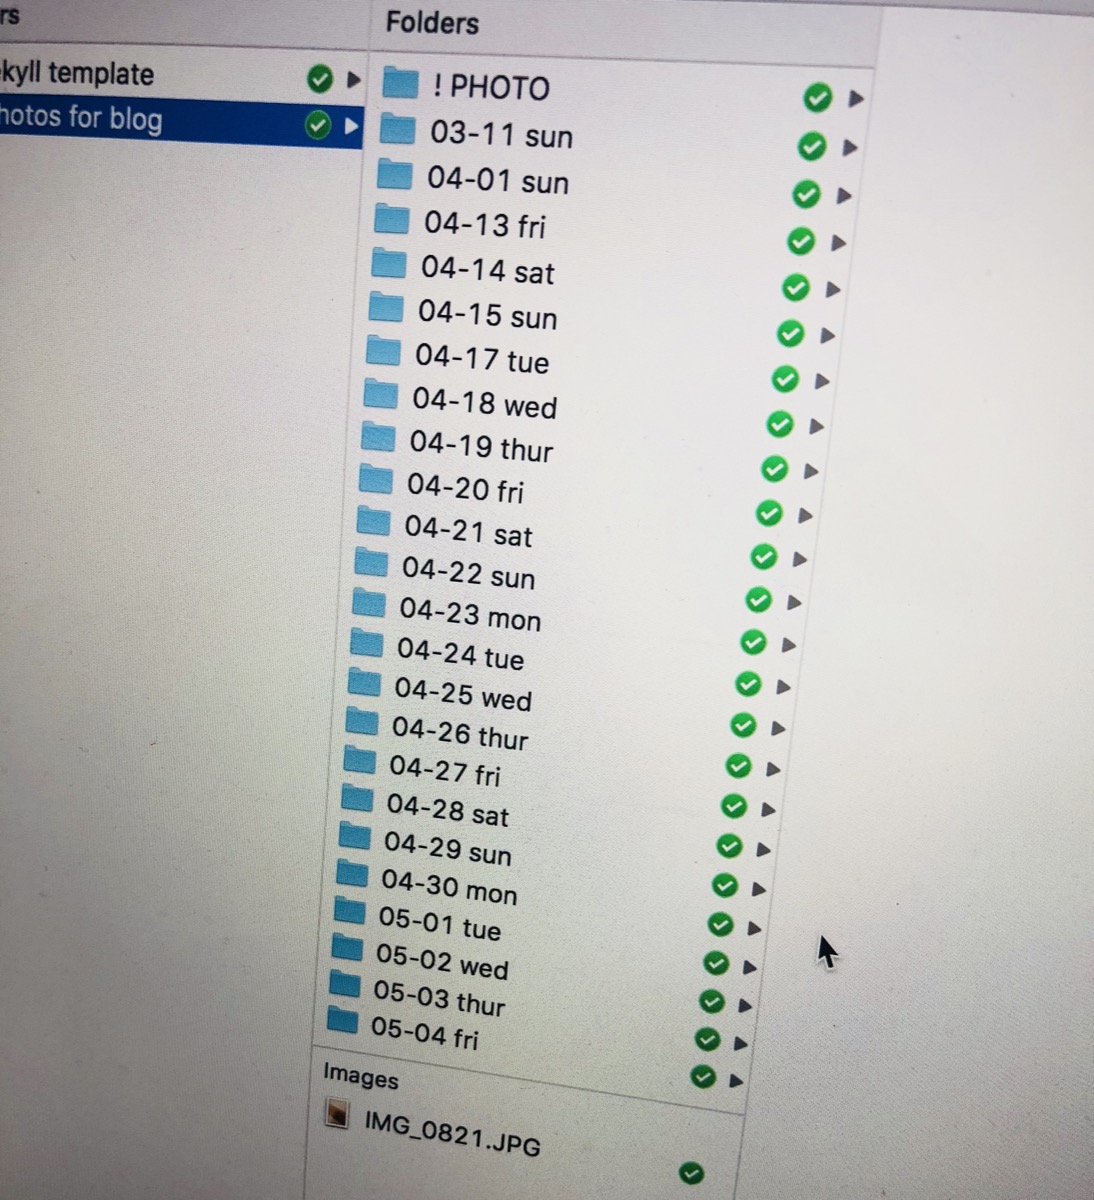 rs
kyll template
hotos for blog
Folders
! PHOTO
03-11 sun
04-01 sun
04-13 fri
04-14 sat
04-15 sun
04-17 tue
04-18 wed
04-19 thur
04-20 fri
04-21 sat
04-22 sun
04-23 mon
04-24 tue
04-25 wed
04-26 thur
04-27 fri
04-28 sat
04-29 sun
04-30 mon
05-01 tue
05-02 wed
05-03 thur
05-04 fri
Images
IMG_0821.JPG